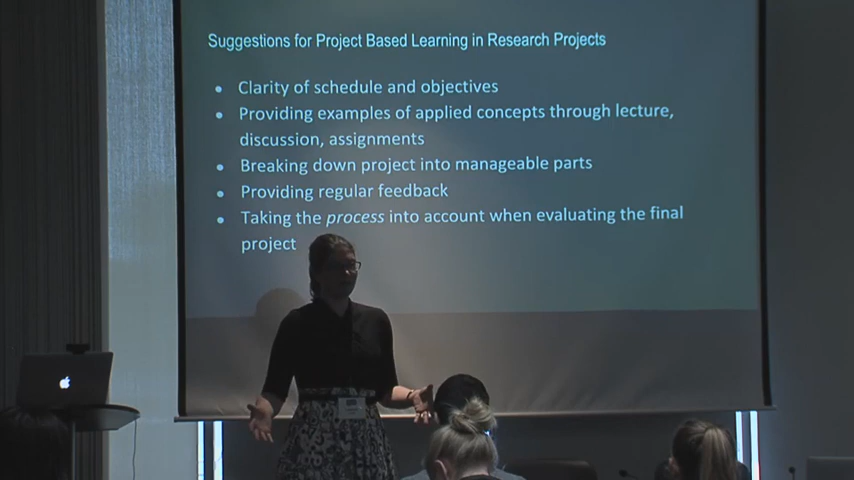 Suggestions for Project Based Learning in Research Projects
• Clarity of schedule and objectives
• Providing examples of applied concepts through lecture,
discussion, assignments
• Breaking down project into manageable parts
• Providing regular feedback
• Taking the process into account when evaluating the final
project